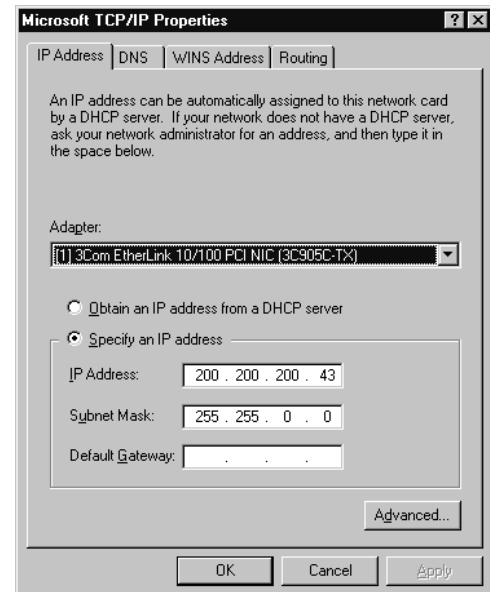 Microsoft TCP/IP Properties ? ×
IP Address DNS WINS Address Routing
An IP address can be automatically assigned to this network card
by a DHCP server. If your network does not have a DHCP server,
ask your network administrator for an address, and then type it in
the space below.
Adapter:
[1] 3Com EtherLink 10/100 PCI NIC (3C905C-TX)
Obtain an IP address from a DHCP server
Specify an IP address
IP Address: 200 . 200 . 200 . 43
Subnet Mask: 255 . 255 . 0 . 0
Default Gateway: . . .
Advanced...
OK Cancel Apply